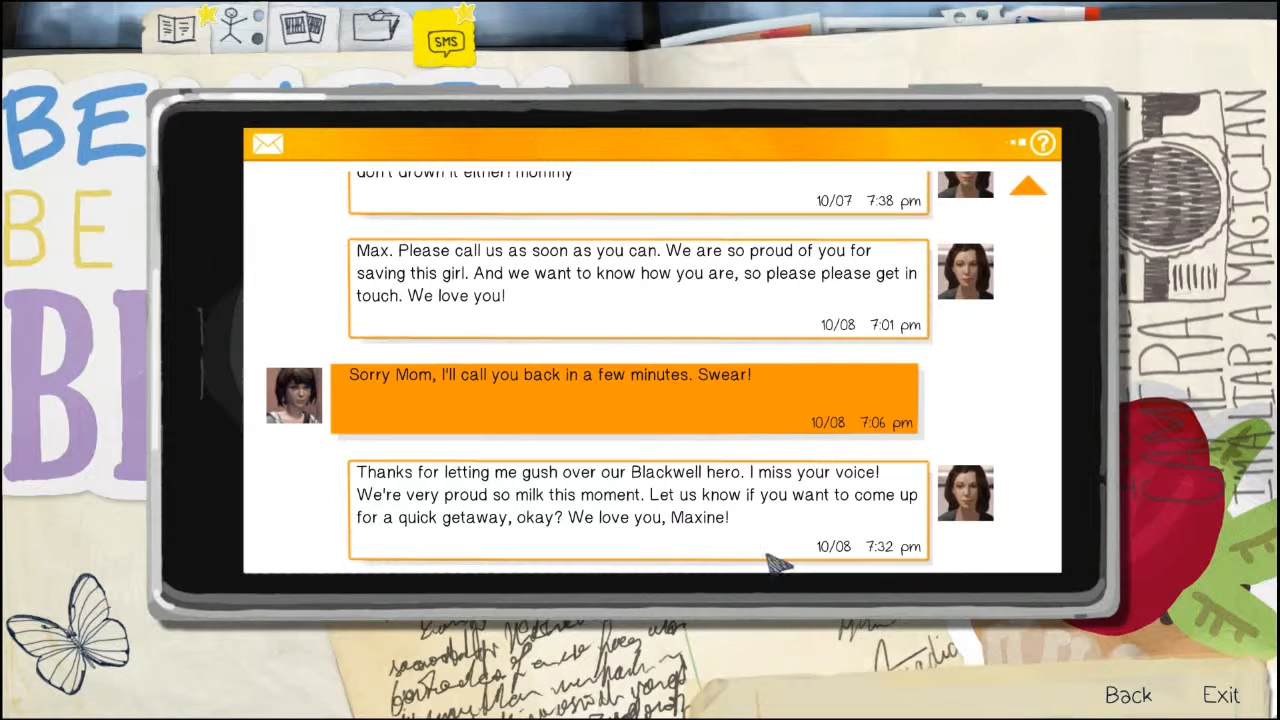 SMS
BE
BE
don't drown it either! mommy
10/07 7:38 pm
Max. Please call us as soon as you can. We are so proud of you for
saving this girl. And we want to know how you are, so please please get in
touch. We love you!
10/08 7:01 pm
Sorry Mom, I'll call you back in a few minutes. Swear!
10/08 7:06 pm
Thanks for letting me gush over our Blackwell hero. I miss your voice!
We're very proud so milk this moment. Let us know if you want to come up
for a quick getaway, okay? We love you, Maxine!
10/08 7:32 pm
CAMERA
MAGICIAN
Back Exit